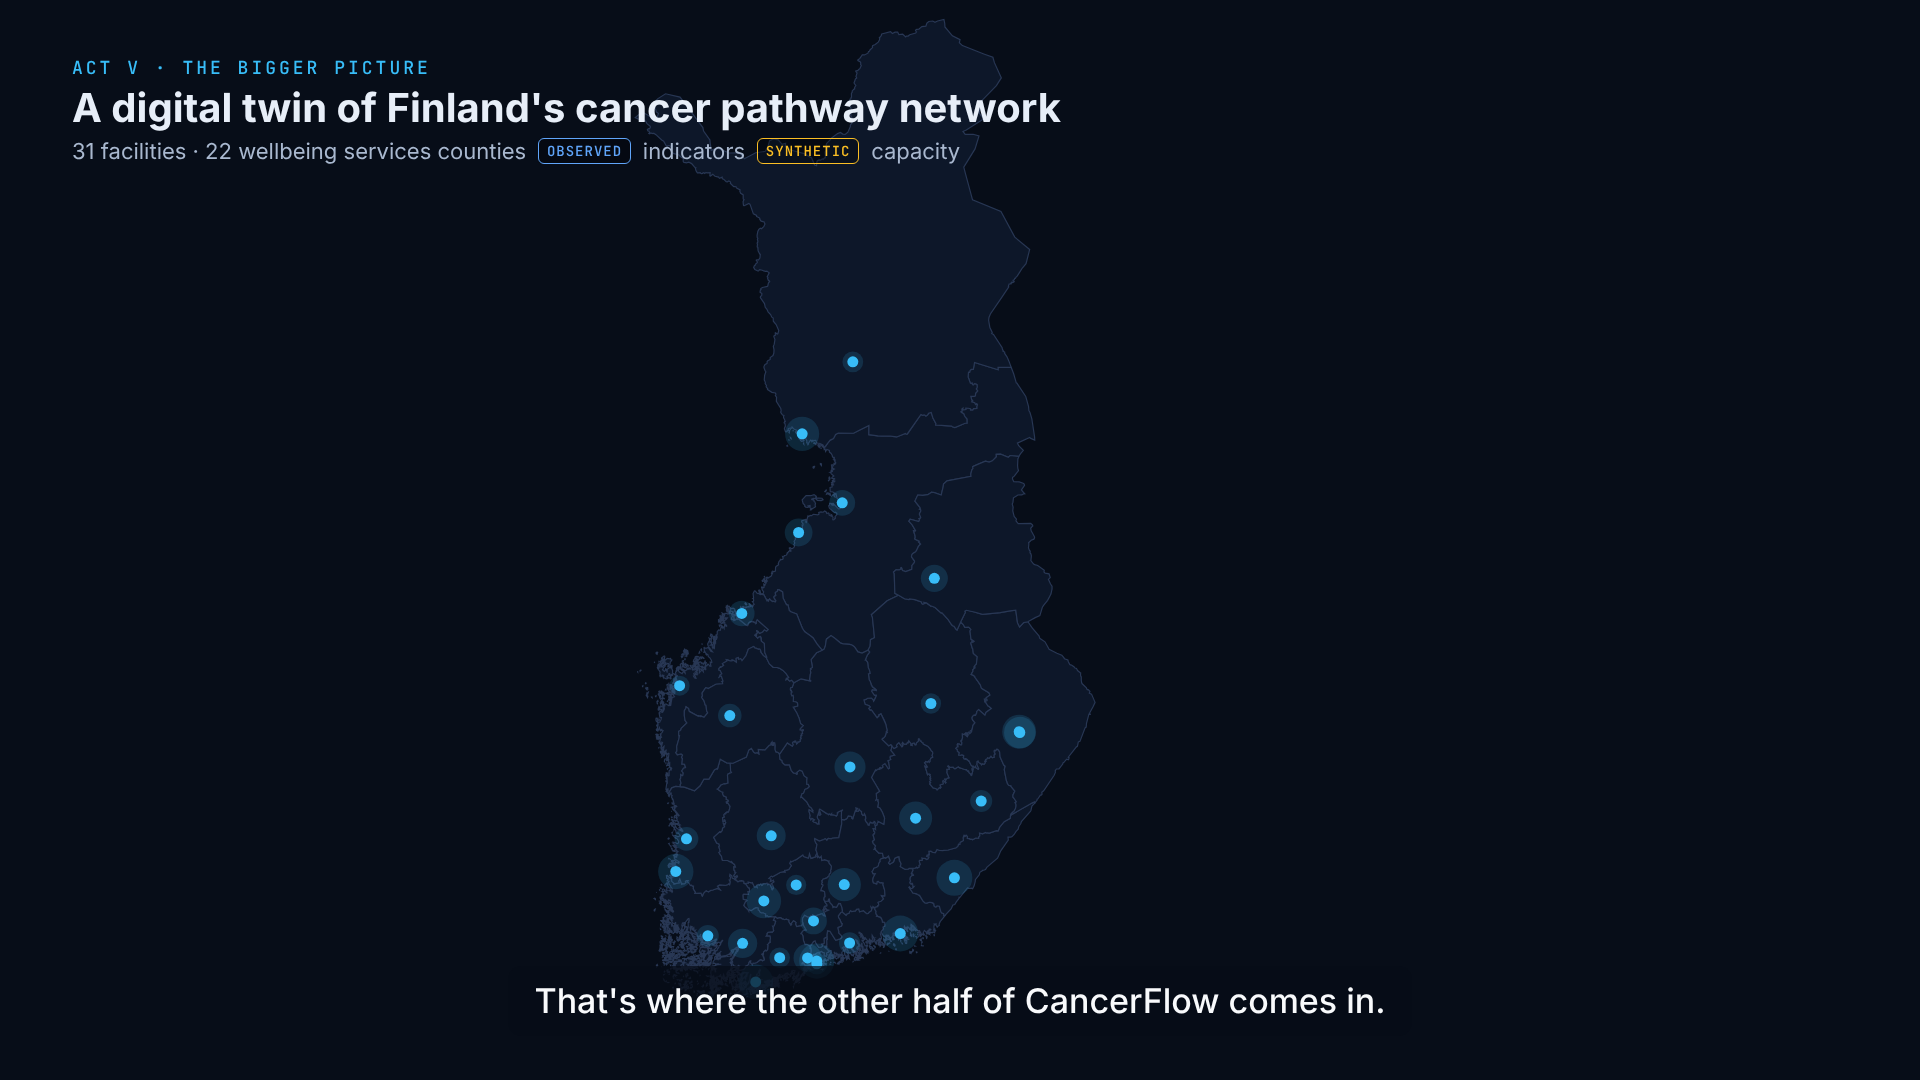 ACT V · THE BIGGER PICTURE
A digital twin of Finland's cancer pathway network
31 facilities · 22 wellbeing services counties OBSERVED indicators SYNTHETIC capacity
That's where the other half of CancerFlow comes in.